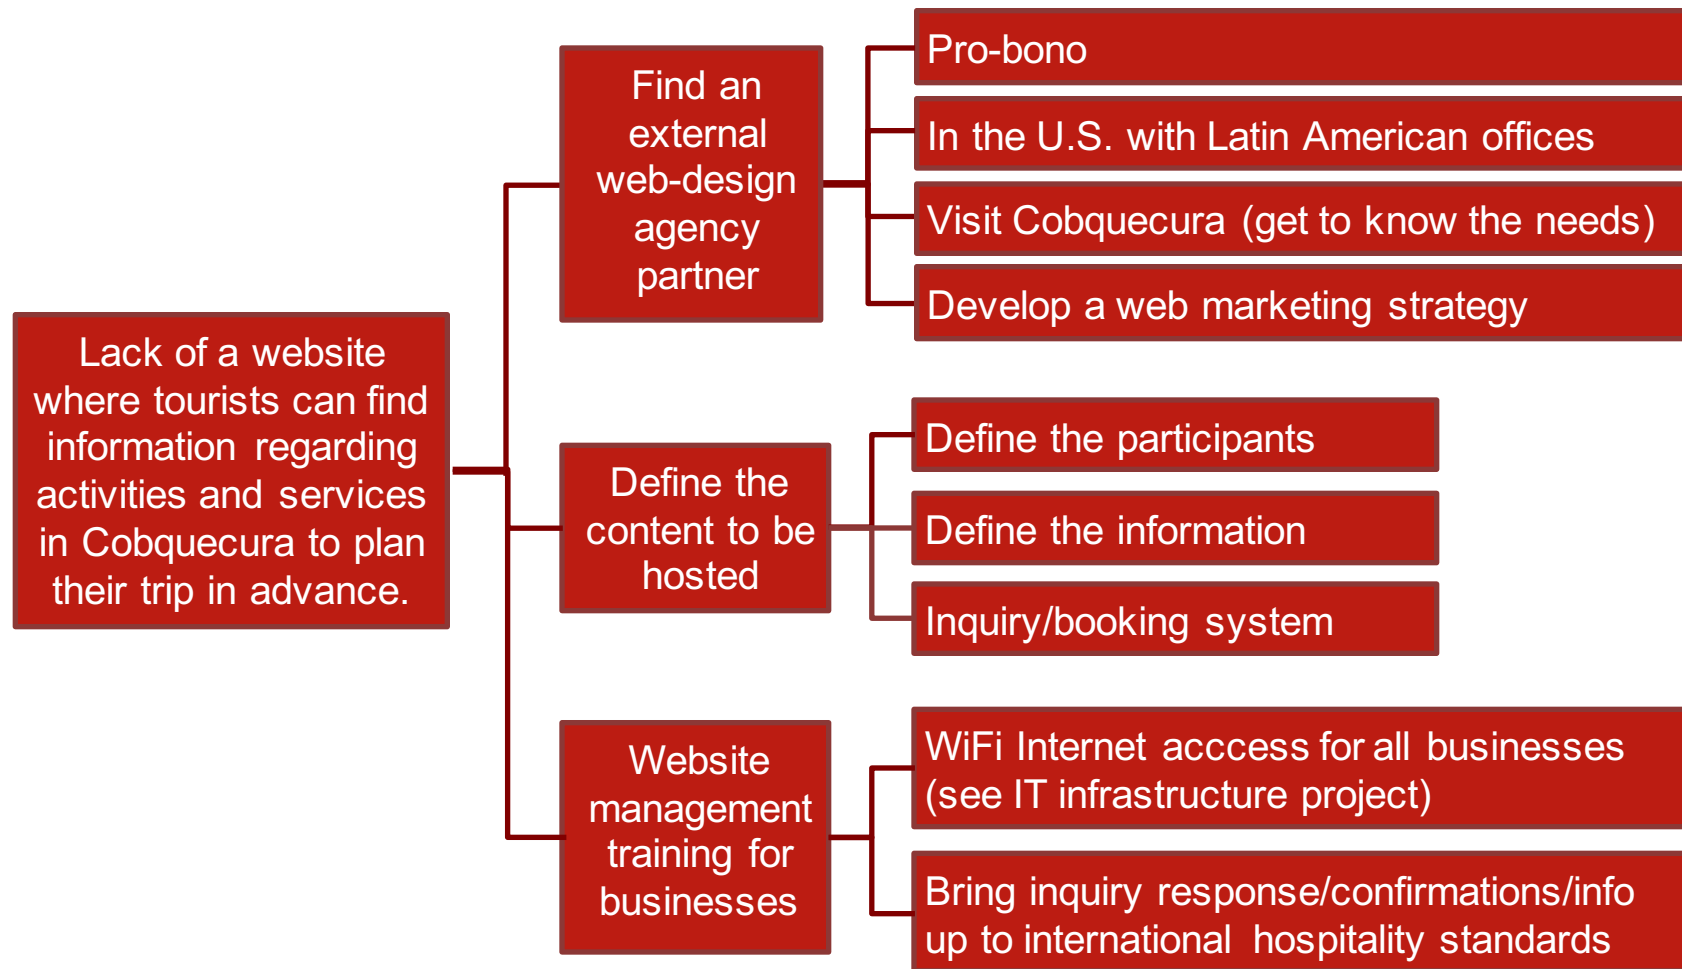 Lack of a website
where tourists can find
information regarding
activities and services
in Cobquecura to plan
their trip in advance.
Find an
external
web-design
agency
partner
Pro-bono
In the U.S. with Latin American offices
Visit Cobquecura (get to know the needs)
Develop a web marketing strategy
Define the
content to be
hosted
Define the participants
Define the information
Inquiry/booking system
Website
management
training for
businesses
WiFi Internet acccess for all businesses
(see IT infrastructure project)
Bring inquiry response/confirmations/info
up to international hospitality standards